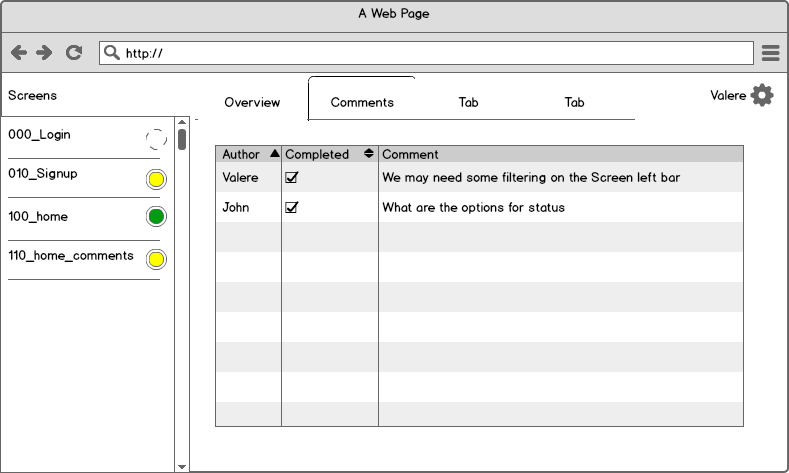 A Web Page
http://
Screens
Overview
Comments
Tab
Tab
Valere
000_Login
010_Signup
100_home
110_home_comments
Author Completed Comment
Valere We may need some filtering on the Screen left bar
John What are the options for status